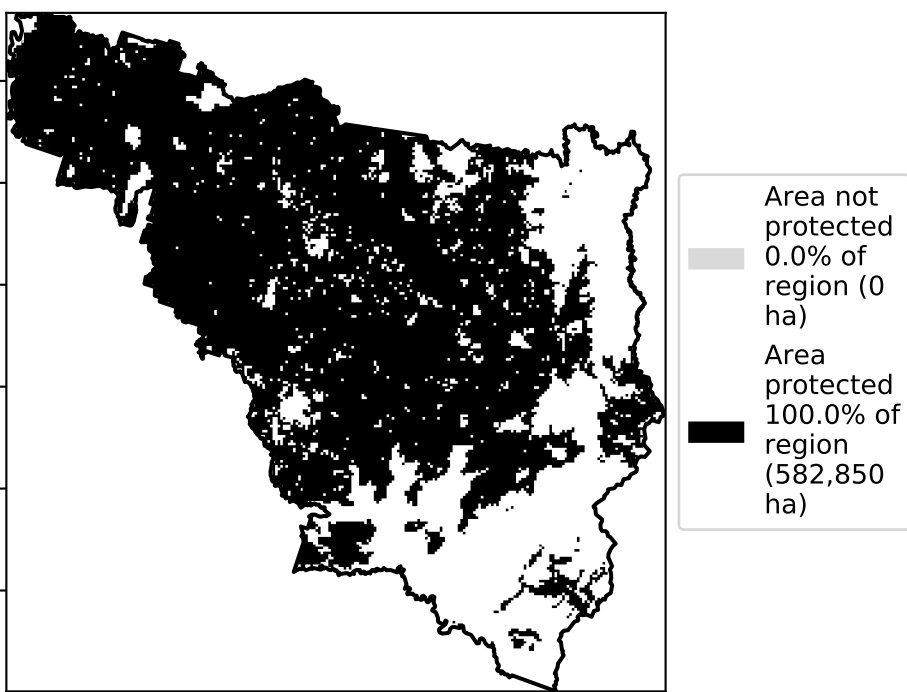 Area not
protected
0.0% of
region (0
ha)
Area
protected
100.0% of
region
(582,850
ha)